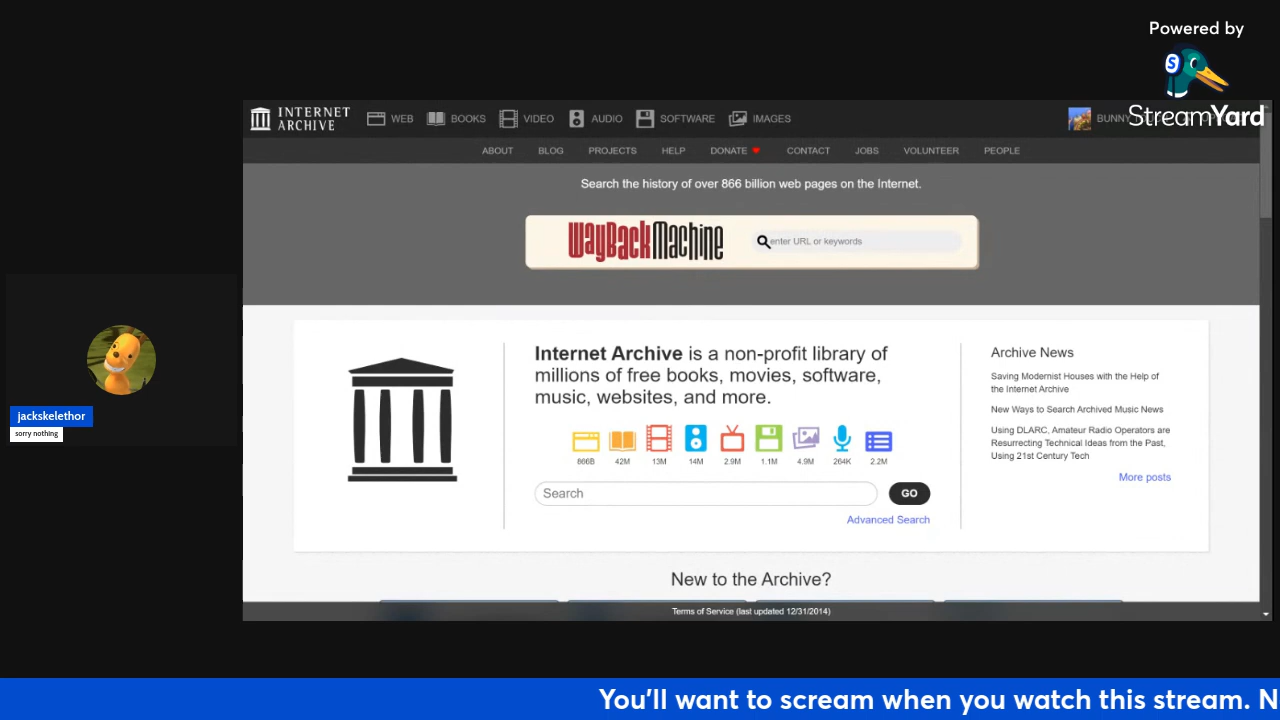 Powered by
S
StreamYard
INTERNET
ARCHIVE
WEB
BOOKS
VIDEO
AUDIO
SOFTWARE
IMAGES
BUNNY
ABOUT
BLOG
PROJECTS
HELP
DONATE
CONTACT
JOBS
VOLUNTEER
PEOPLE
Search the history of over 866 billion web pages on the Internet.
WayBackMachine
enter URL or keywords
Internet Archive is a non-profit library of
millions of free books, movies, software,
music, websites, and more.
866B
42M
13M
14M
2.9M
1.1M
4.9M
264K
2.2M
Search
GO
Advanced Search
Archive News
Saving Modernist Houses with the Help of
the Internet Archive
New Ways to Search Archived Music News
Using DLARC, Amateur Radio Operators are
Resurrecting Technical Ideas from the Past,
Using 21st Century Tech
More posts
New to the Archive?
Terms of Service (last updated 12/31/2014)
jackskelethor
sorry nothing
You'll want to scream when you watch this stream. N